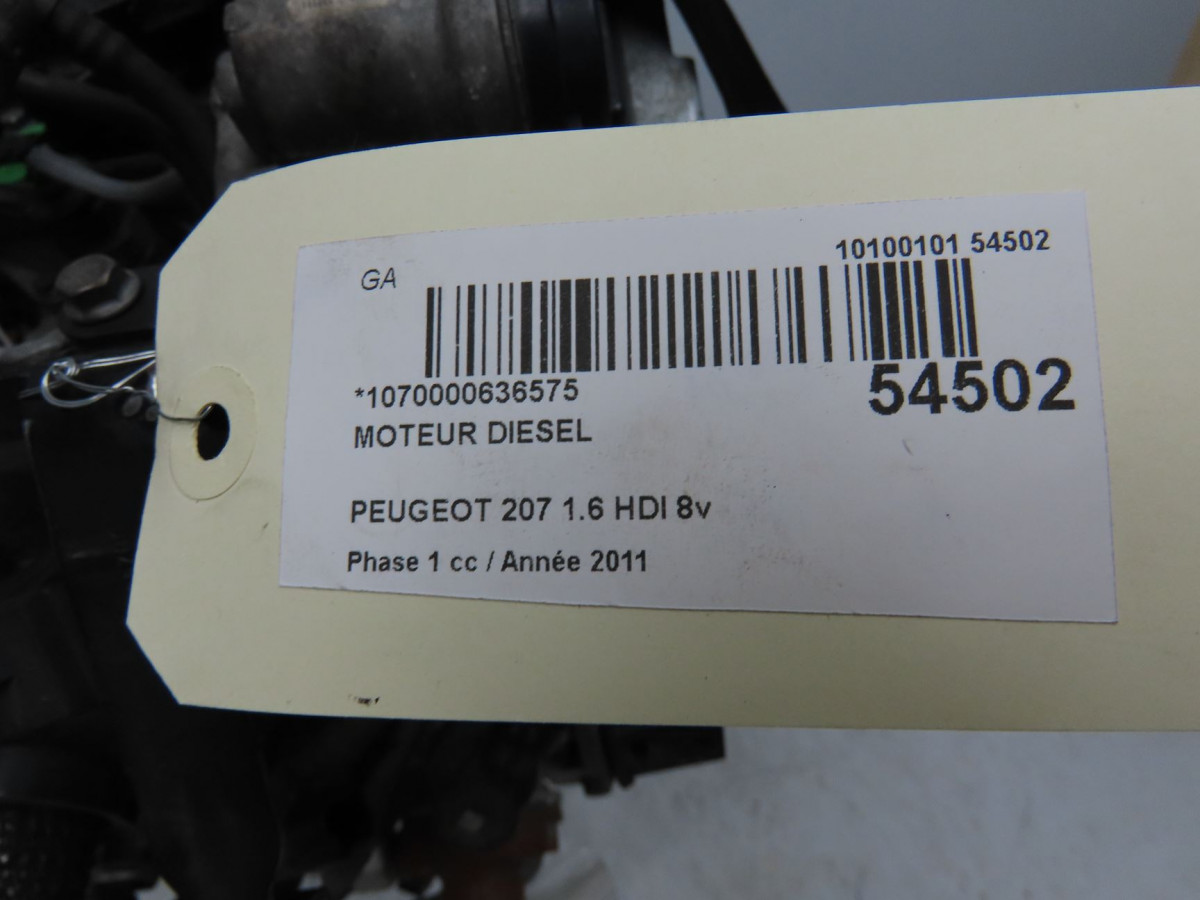 GA
10100101 54502
*1070000636575
54502
MOTEUR DIESEL
PEUGEOT 207 1.6 HDI 8v
Phase 1 cc / Année 2011